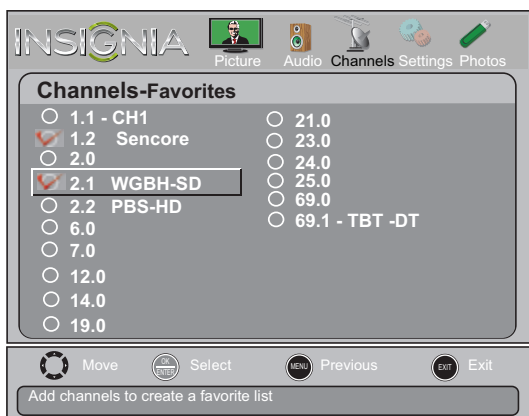 INSIGNIA
Picture Audio Channels Settings Photos
Channels-Favorites
1.1 - CH1
1.2 Sencore
2.0
2.1 WGBH-SD
2.2 PBS-HD
6.0
7.0
12.0
14.0
19.0
21.0
23.0
24.0
25.0
69.0
69.1 - TBT -DT
Move OK ENTER Select MENU Previous EXIT Exit
Add channels to create a favorite list